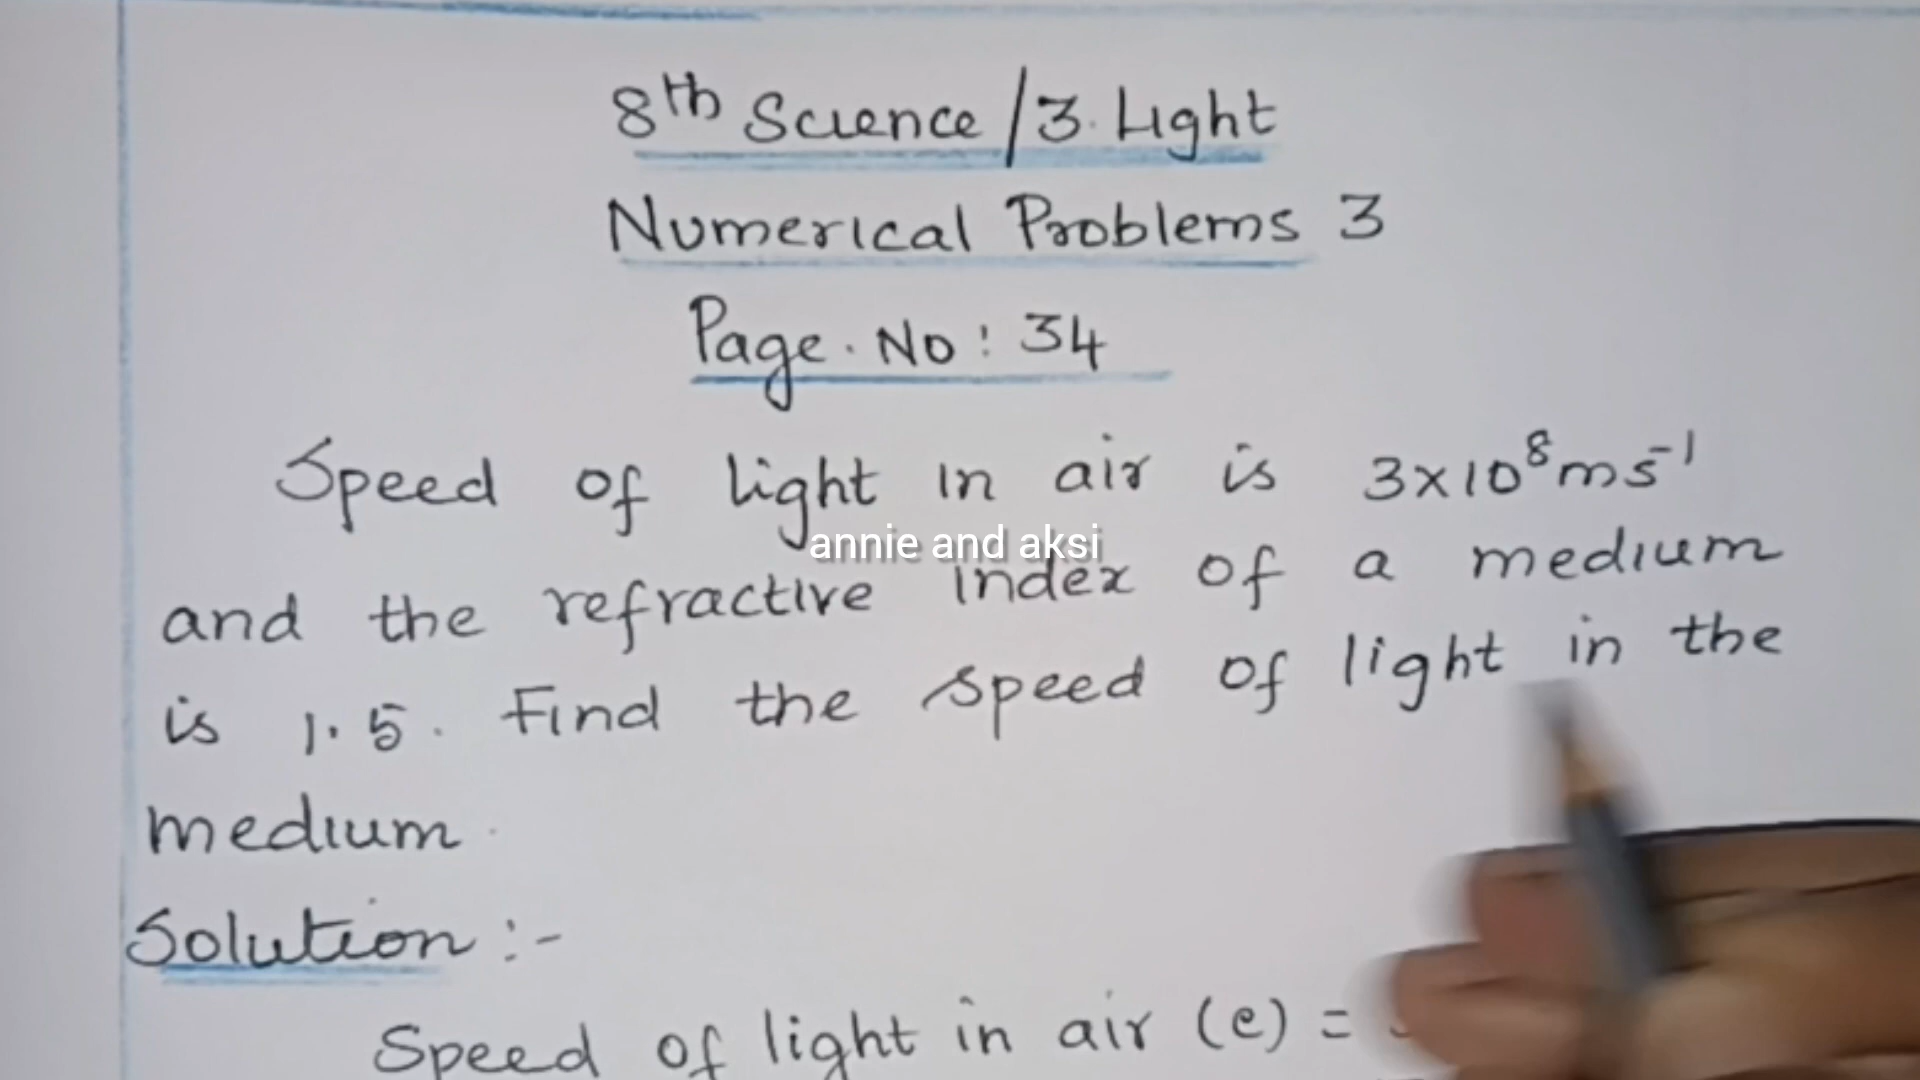 8th Science / 3. Light
Numerical Problems 3
Page. No: 34
Speed of light in air is 3x10⁸ms⁻¹
annie and aksi
and the refractive index of a medium
is 1.5. Find the speed of light in the
medium.
Solution :-
Speed of light in air (e) =